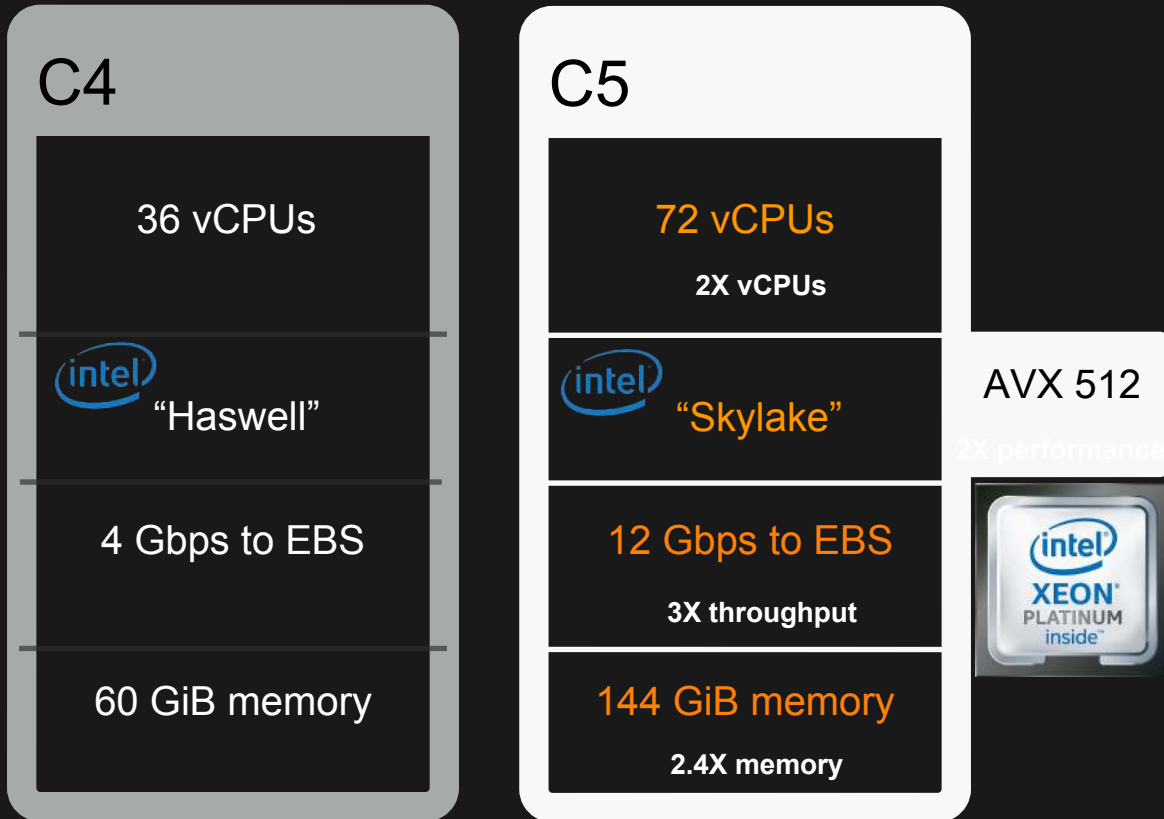 C4
36 vCPUs
intel
“Haswell”
4 Gbps to EBS
60 GiB memory
C5
72 vCPUs
2X vCPUs
intel
“Skylake”
12 Gbps to EBS
3X throughput
144 GiB memory
2.4X memory
AVX 512
2X performance
intel
XEON®
PLATINUM
inside™